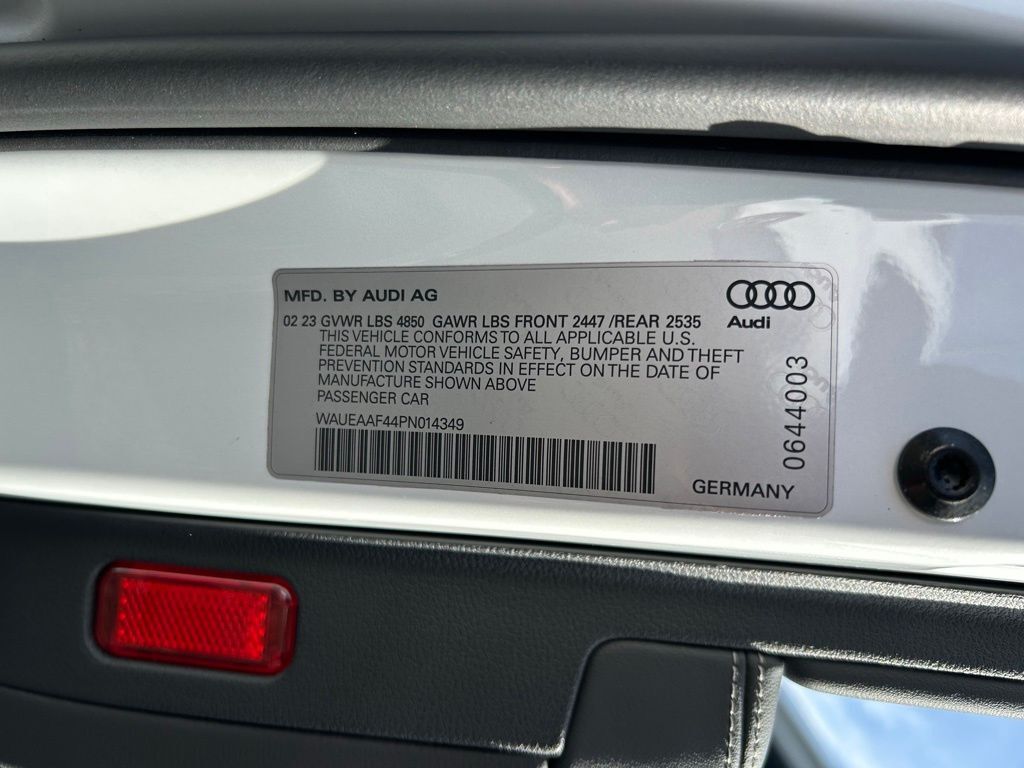 MFD. BY AUDI AG
Audi
02 23 GVWR LBS 4850 GAWR LBS FRONT 2447 /REAR 2535
THIS VEHICLE CONFORMS TO ALL APPLICABLE U.S.
FEDERAL MOTOR VEHICLE SAFETY, BUMPER AND THEFT
PREVENTION STANDARDS IN EFFECT ON THE DATE OF
MANUFACTURE SHOWN ABOVE
PASSENGER CAR
WAUEAAF44PN014349
0644003
GERMANY